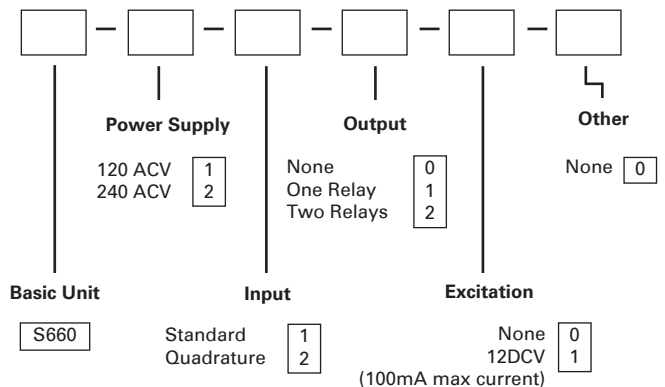 Power Supply
Output
Other
120 ACV 1
240 ACV 2
None 0
One Relay 1
Two Relays 2
None 0
Basic Unit
Input
Excitation
S660
Standard 1
Quadrature 2
None 0
12DCV 1
(100mA max current)